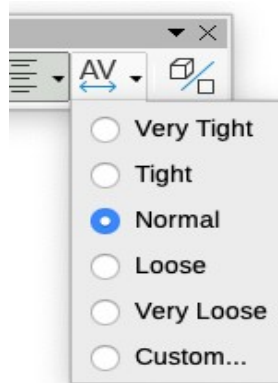 AV
Very Tight
Tight
Normal
Loose
Very Loose
Custom...